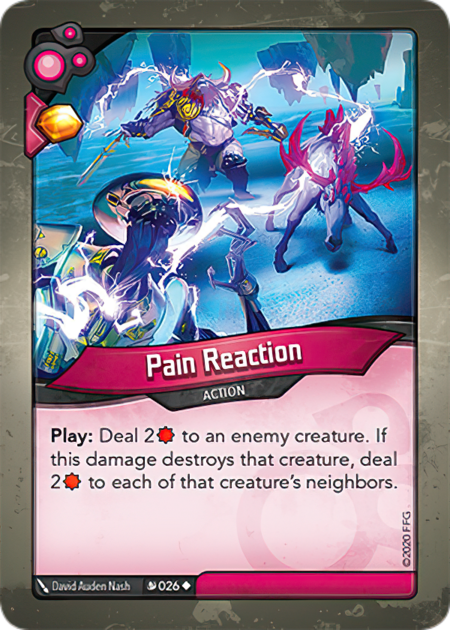 Pain Reaction
ACTION
Play: Deal 2 to an enemy creature. If
this damage destroys that creature, deal
2 to each of that creature's neighbors.
©2020 FFG
David Auden Nash 026